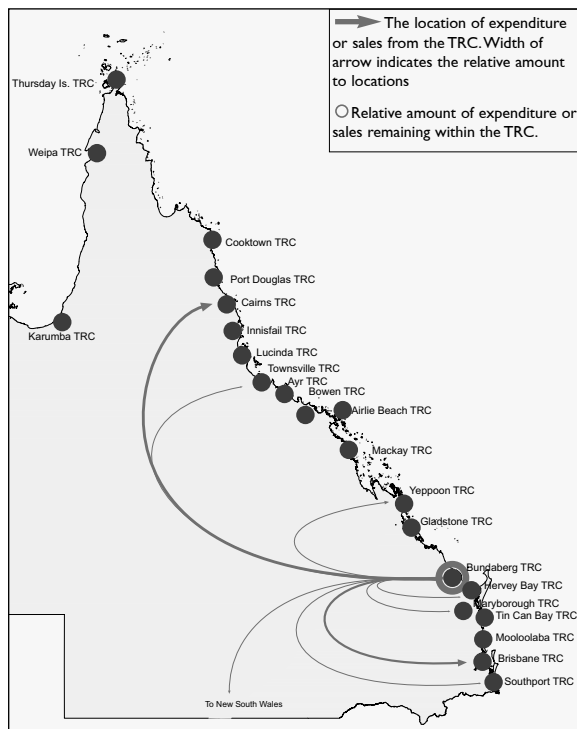 The location of expenditure
or sales from the TRC. Width of
arrow indicates the relative amount
to locations
Relative amount of expenditure or
sales remaining within the TRC.
Thursday Is. TRC
Weipa TRC
Cooktown TRC
Port Douglas TRC
Cairns TRC
Karumba TRC
Innisfail TRC
Lucinda TRC
Townsville TRC
Ayr TRC
Bowen TRC
Airlie Beach TRC
Mackay TRC
Yeppoon TRC
Gladstone TRC
Bundaberg TRC
Hervey Bay TRC
Maryborough TRC
Tin Can Bay TRC
Mooloolaba TRC
Brisbane TRC
Southport TRC
To New South Wales